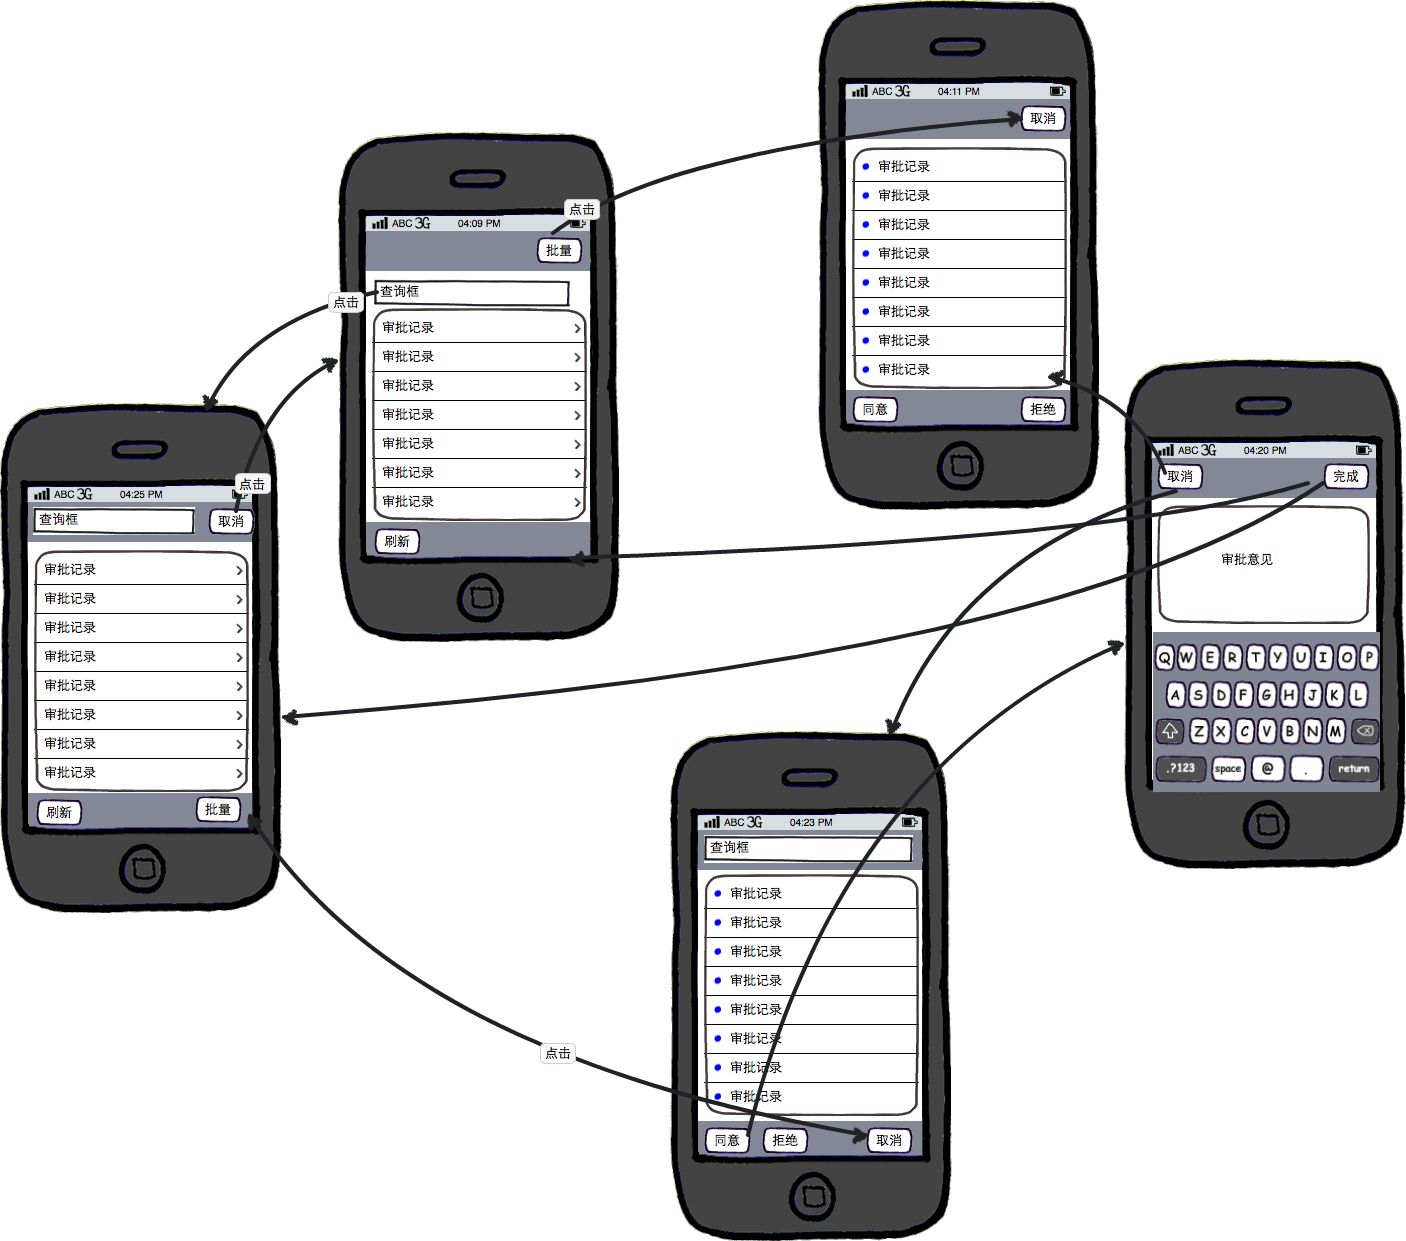 ABC 3G 04:11 PM
取消
审批记录
审批记录
审批记录
审批记录
审批记录
审批记录
审批记录
审批记录
同意 拒绝
点击
ABC 3G 04:09 PM
批量
点击
查询框
审批记录
审批记录
审批记录
审批记录
审批记录
审批记录
审批记录
刷新
点击
ABC 3G 04:25 PM
查询框 取消
审批记录
审批记录
审批记录
审批记录
审批记录
审批记录
审批记录
审批记录
刷新 批量
ABC 3G 04:20 PM
取消 完成
审批意见
Q W E R T Y U I O P
A S D F G H J K L
Z X C V B N M
.?123 space @ . return
点击
ABC 3G 04:23 PM
查询框
审批记录
审批记录
审批记录
审批记录
审批记录
审批记录
审批记录
审批记录
同意 拒绝 取消